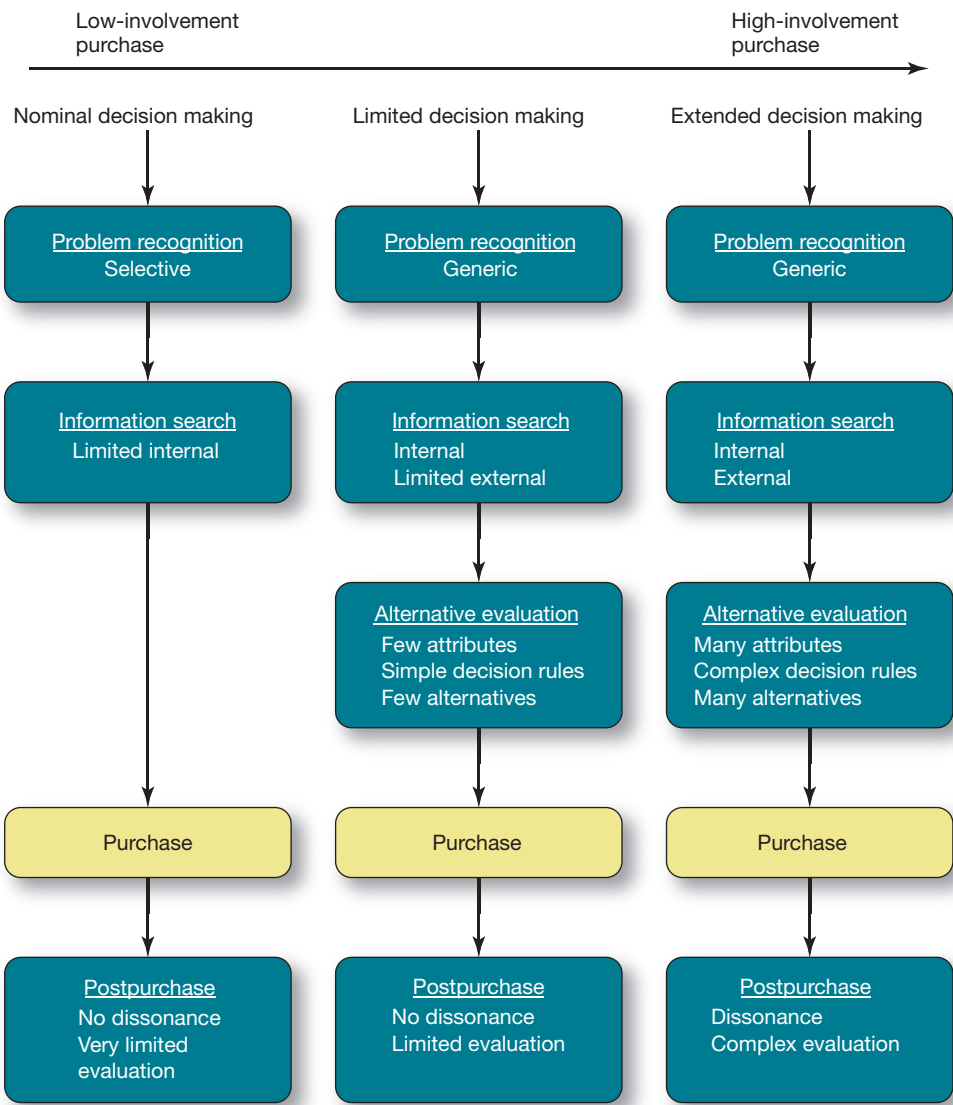 Low-involvement
purchase
High-involvement
purchase
Nominal decision making
Limited decision making
Extended decision making
Problem recognition
Selective
Problem recognition
Generic
Problem recognition
Generic
Information search
Limited internal
Information search
Internal
Limited external
Information search
Internal
External
Alternative evaluation
Few attributes
Simple decision rules
Few alternatives
Alternative evaluation
Many attributes
Complex decision rules
Many alternatives
Purchase
Purchase
Purchase
Postpurchase
No dissonance
Very limited
evaluation
Postpurchase
No dissonance
Limited evaluation
Postpurchase
Dissonance
Complex evaluation